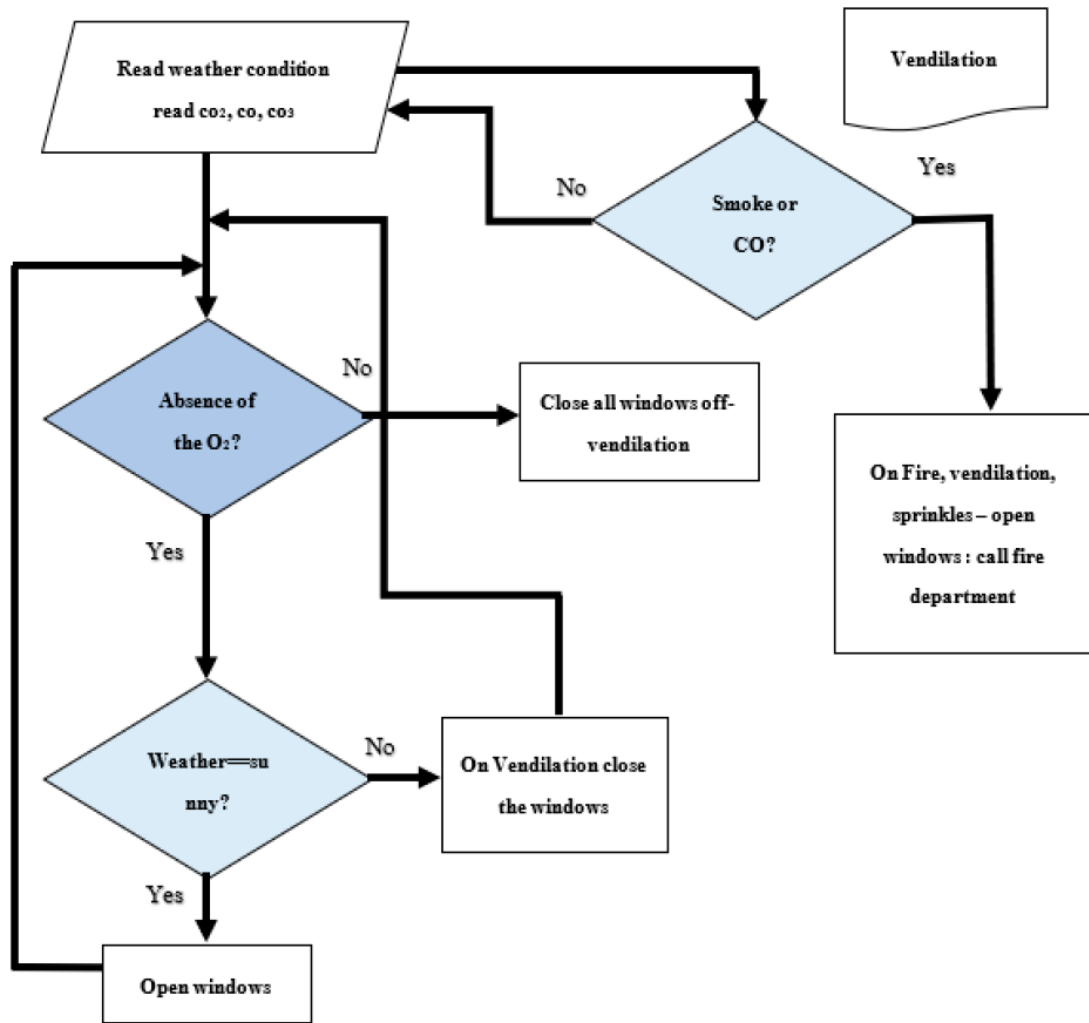 Read weather condition
read co₂, co, co₃
Vendilation
Yes
No
Smoke or
CO?
No
Absence of
the O₂?
Close all windows off-
vendilation
On Fire, vendilation,
sprinkles – open
windows : call fire
department
Yes
Weather==su
nny?
No
On Vendilation close
the windows
Yes
Open windows